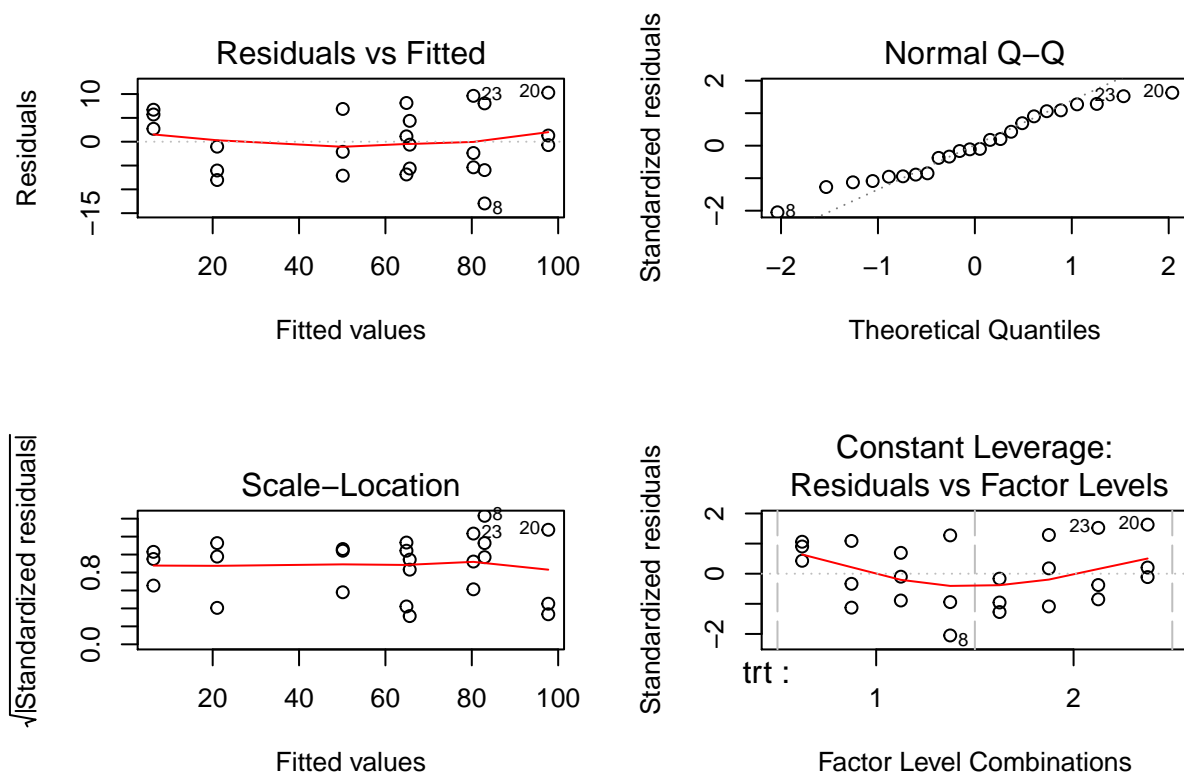 Residuals vs Fitted
Residuals
10
0
−15
23
20
8
20
40
60
80
100
Fitted values
Normal Q−Q
Standardized residuals
2
0
−2
23
20
8
−2
−1
0
1
2
Theoretical Quantiles
Scale−Location
√|Standardized residuals|
0.8
0.0
8
23
20
20
40
60
80
100
Fitted values
Constant Leverage:
Residuals vs Factor Levels
Standardized residuals
2
0
−2
23
20
8
trt :
1
2
Factor Level Combinations